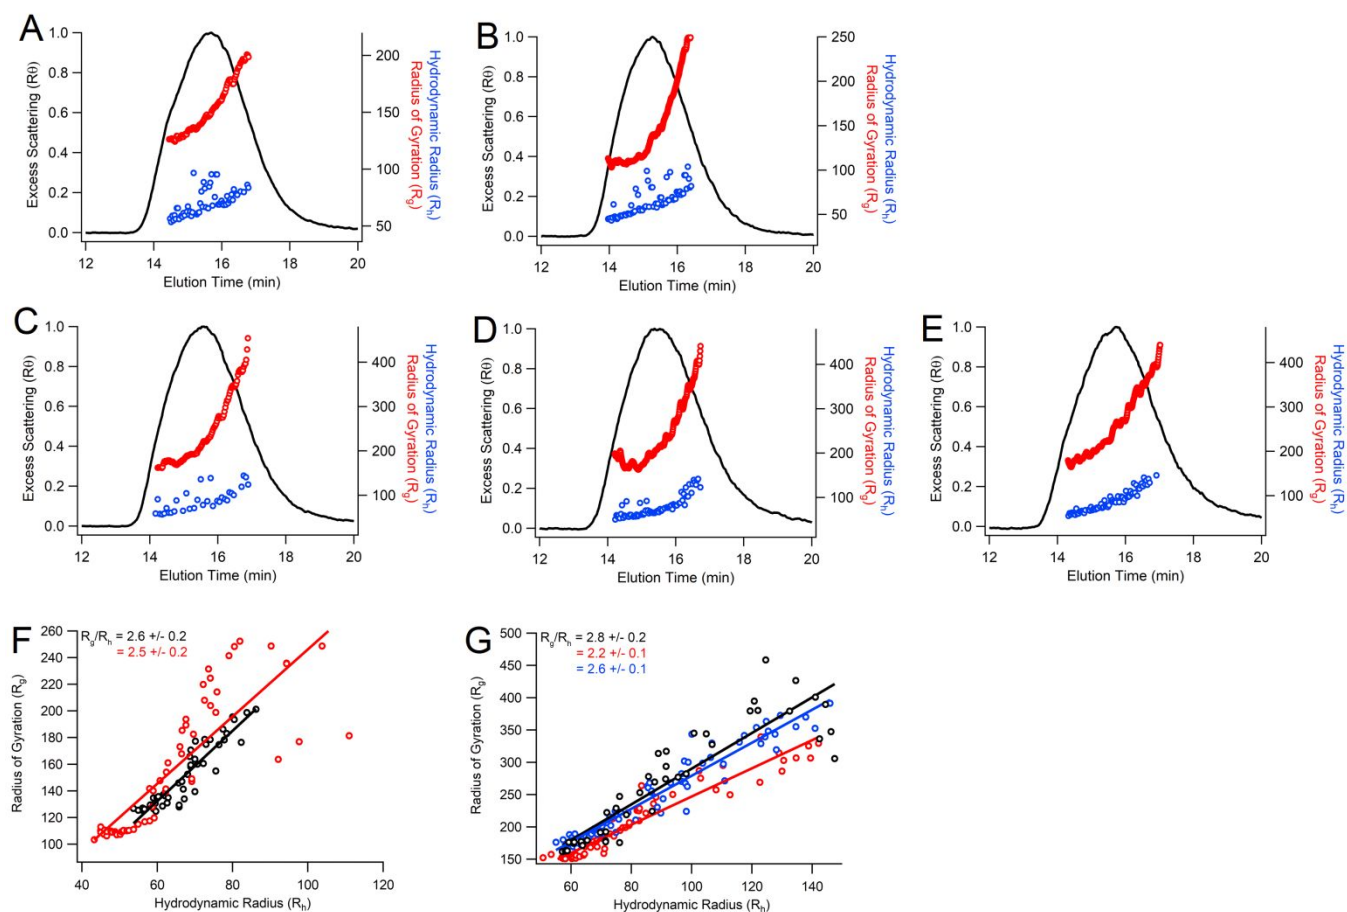 A
Excess Scattering (Rθ)
1.0
0.8
0.6
0.4
0.2
0.0
12 14 16 18 20
Elution Time (min)
200
150
100
50
Radius of Gyration (Rg)
Hydrodynamic Radius (Rh)
B
Excess Scattering (Rθ)
1.0
0.8
0.6
0.4
0.2
0.0
12 14 16 18 20
Elution Time (min)
250
200
150
100
50
Radius of Gyration (Rg)
Hydrodynamic Radius (Rh)
C
Excess Scattering (Rθ)
1.0
0.8
0.6
0.4
0.2
0.0
12 14 16 18 20
Elution Time (min)
400
300
200
100
Radius of Gyration (Rg)
Hydrodynamic Radius (Rh)
D
Excess Scattering (Rθ)
1.0
0.8
0.6
0.4
0.2
0.0
12 14 16 18 20
Elution Time (min)
400
300
200
100
Radius of Gyration (Rg)
Hydrodynamic Radius (Rh)
E
Excess Scattering (Rθ)
1.0
0.8
0.6
0.4
0.2
0.0
12 14 16 18 20
Elution Time (min)
400
300
200
100
Radius of Gyration (Rg)
Hydrodynamic Radius (Rh)
F
Rg/Rh = 2.6 +/- 0.2
= 2.5 +/- 0.2
Radius of Gyration (Rg)
260
240
220
200
180
160
140
120
100
40 60 80 100 120
Hydrodynamic Radius (Rh)
G
Rg/Rh = 2.8 +/- 0.2
= 2.2 +/- 0.1
= 2.6 +/- 0.1
Radius of Gyration (Rg)
500
450
400
350
300
250
200
150
60 80 100 120 140
Hydrodynamic Radius (Rh)